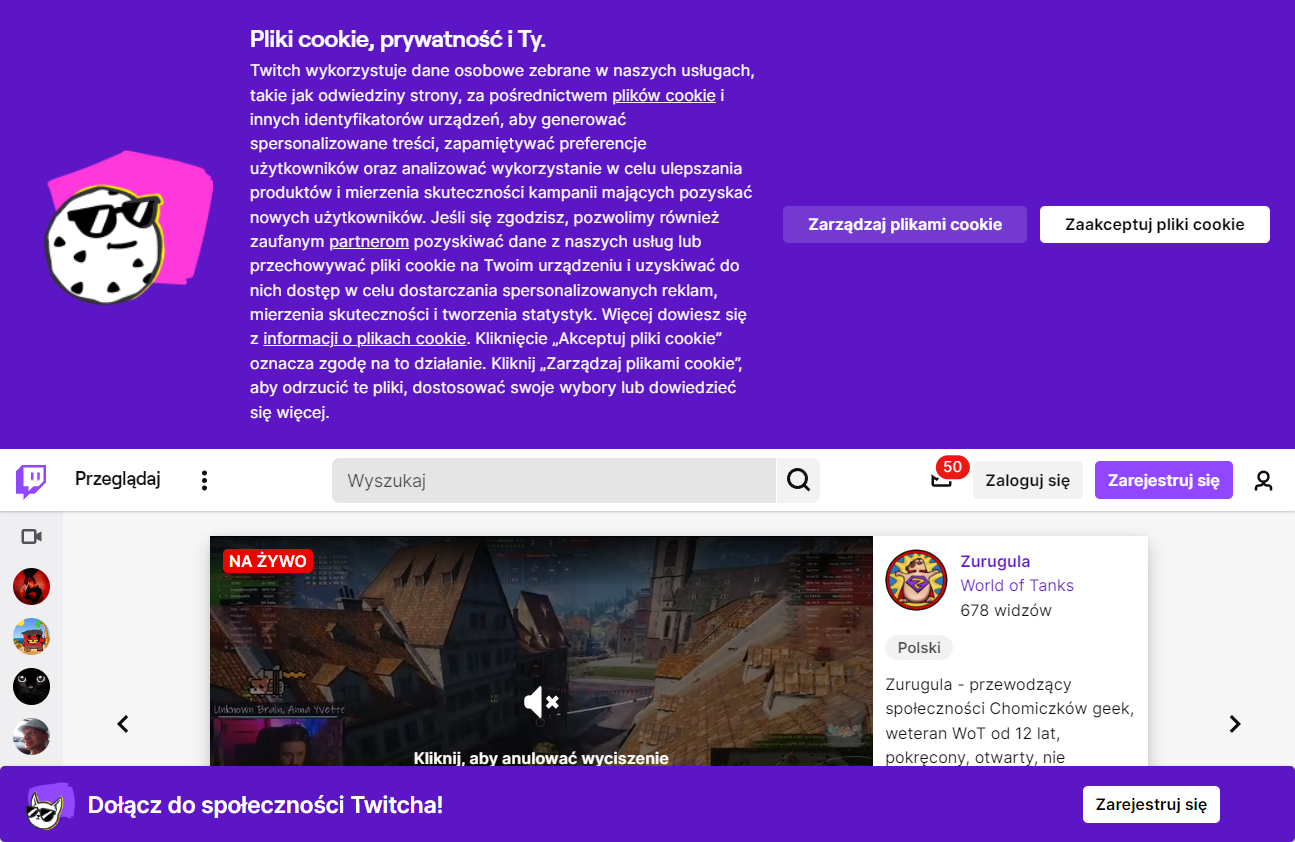 Pliki cookie, prywatność i Ty.
Twitch wykorzystuje dane osobowe zebrane w naszych usługach,
takie jak odwiedziny strony, za pośrednictwem plików cookie i
innych identyfikatorów urządzeń, aby generować
spersonalizowane treści, zapamiętywać preferencje
użytkowników oraz analizować wykorzystanie w celu ulepszania
produktów i mierzenia skuteczności kampanii mających pozyskać
nowych użytkowników. Jeśli się zgodzisz, pozwolimy również
zaufanym partnerom pozyskiwać dane z naszych usług lub
przechowywać pliki cookie na Twoim urządzeniu i uzyskiwać do
nich dostęp w celu dostarczania spersonalizowanych reklam,
mierzenia skuteczności i tworzenia statystyk. Więcej dowiesz się
z informacji o plikach cookie. Kliknięcie „Akceptuj pliki cookie”
oznacza zgodę na to działanie. Kliknij „Zarządzaj plikami cookie”,
aby odrzucić te pliki, dostosować swoje wybory lub dowiedzieć
się więcej.
Zarządzaj plikami cookie
Zaakceptuj pliki cookie
Przeglądaj
Wyszukaj
50
Zaloguj się
Zarejestruj się
NA ŻYWO
Unknown Brain, Anna Yvette
Kliknij, aby anulować wyciszenie
Zurugula
World of Tanks
678 widzów
Polski
Zurugula - przewodzący
społeczności Chomiczków geek,
weteran WoT od 12 lat,
pokręcony, otwarty, nie
Dołącz do społeczności Twitcha!
Zarejestruj się